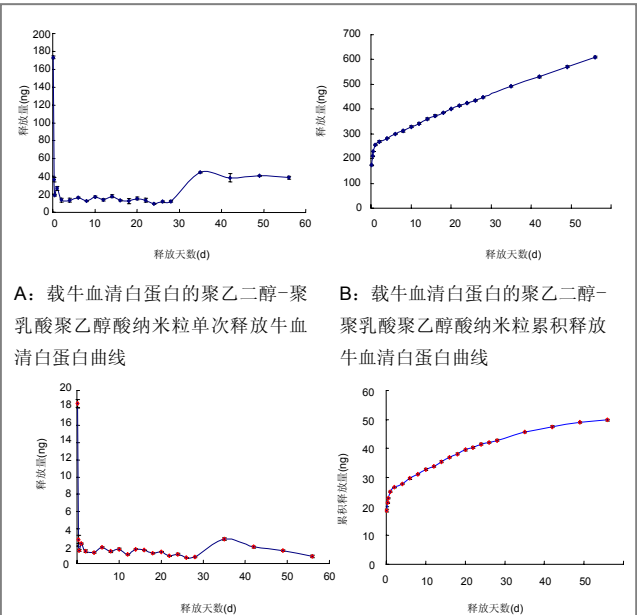 200
180
160
140
120
100
80
60
40
20
0
释放量(ng)
0 10 20 30 40 50 60
释放天数(d)
700
600
500
400
300
200
100
0
释放量(ng)
0 10 20 30 40 50
释放天数(d)
A：载牛血清白蛋白的聚乙二醇-聚
乳酸聚乙醇酸纳米粒单次释放牛血
清白蛋白曲线
B：载牛血清白蛋白的聚乙二醇-
聚乳酸聚乙醇酸纳米粒累积释放
牛血清白蛋白曲线
20
18
16
14
12
10
8
6
4
2
0
释放量(ng)
10 20 30 40 50 60
释放天数(d)
60
50
40
30
20
10
0
累积释放量(ng)
0 10 20 30 40 50
释放天数(d)